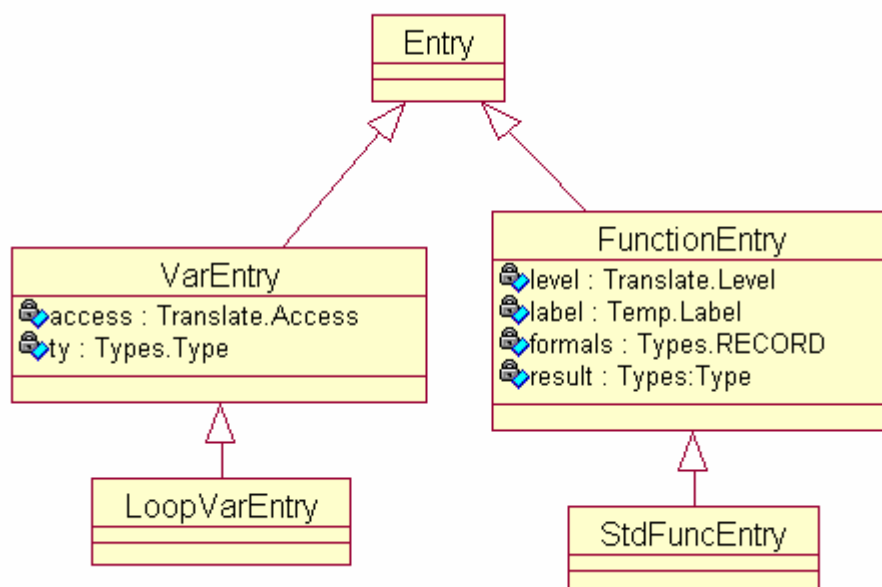 Entry
VarEntry
access : Translate.Access
ty : Types.Type
FunctionEntry
level : Translate.Level
label : Temp.Label
formals : Types.RECORD
result : Types:Type
LoopVarEntry
StdFuncEntry